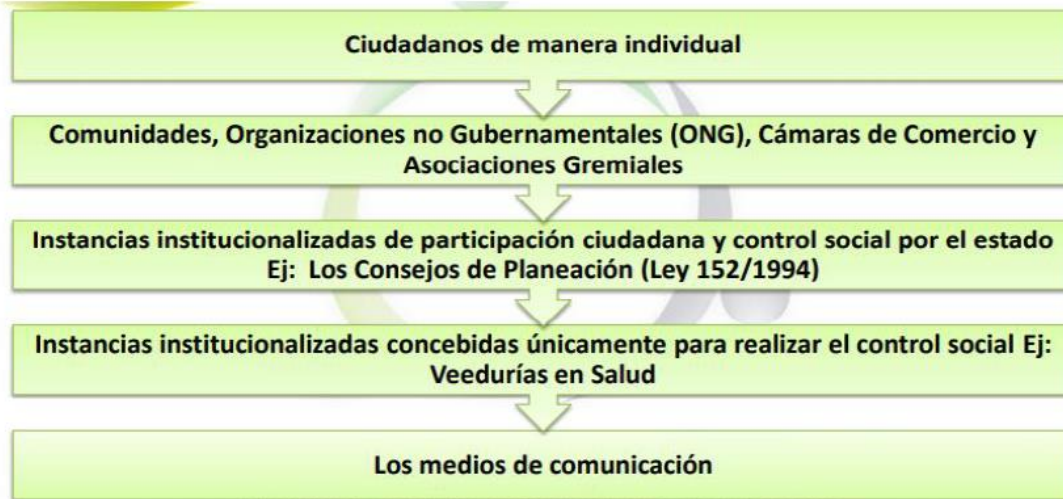 Ciudadanos de manera individual
Comunidades, Organizaciones no Gubernamentales (ONG), Cámaras de Comercio y
Asociaciones Gremiales
Instancias institucionalizadas de participación ciudadana y control social por el estado
Ej: Los Consejos de Planeación (Ley 152/1994)
Instancias institucionalizadas concebidas únicamente para realizar el control social Ej:
Veedurías en Salud
Los medios de comunicación